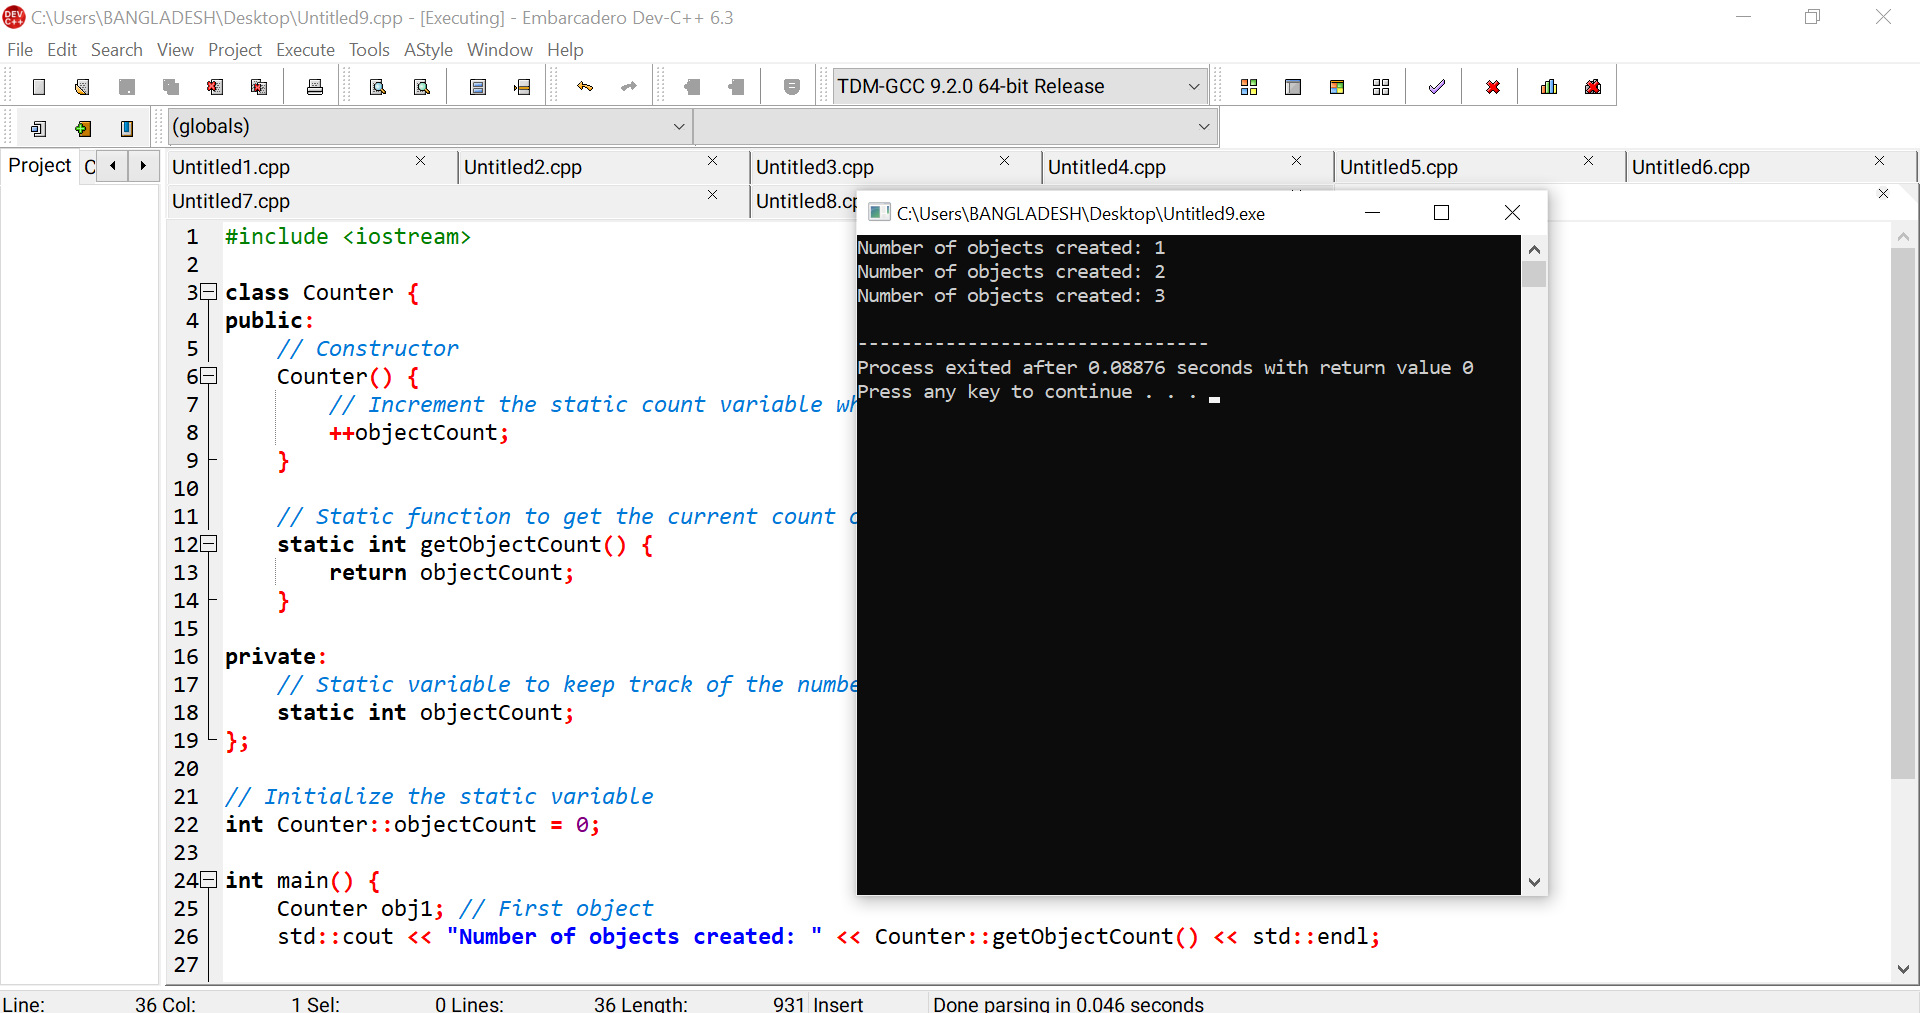 C:\Users\BANGLADESH\Desktop\Untitled9.cpp - [Executing] - Embarcadero Dev-C++ 6.3
File Edit Search View Project Execute Tools AStyle Window Help
TDM-GCC 9.2.0 64-bit Release
(globals)
Project
Untitled1.cpp Untitled2.cpp Untitled3.cpp Untitled4.cpp Untitled5.cpp Untitled6.cpp
Untitled7.cpp Untitled8.cp
C:\Users\BANGLADESH\Desktop\Untitled9.exe
Number of objects created: 1
Number of objects created: 2
Number of objects created: 3
--------------------------------
Process exited after 0.08876 seconds with return value 0
Press any key to continue . . .
1 #include <iostream>
2
3 class Counter {
4 public:
5 // Constructor
6 Counter() {
7 // Increment the static count variable wh
8 ++objectCount;
9 }
10
11 // Static function to get the current count
12 static int getObjectCount() {
13 return objectCount;
14 }
15
16 private:
17 // Static variable to keep track of the numbe
18 static int objectCount;
19 };
20
21 // Initialize the static variable
22 int Counter::objectCount = 0;
23
24 int main() {
25 Counter obj1; // First object
26 std::cout << "Number of objects created: " << Counter::getObjectCount() << std::endl;
27
Line: 36 Col: 1 Sel: 0 Lines: 36 Length: 931 Insert Done parsing in 0.046 seconds